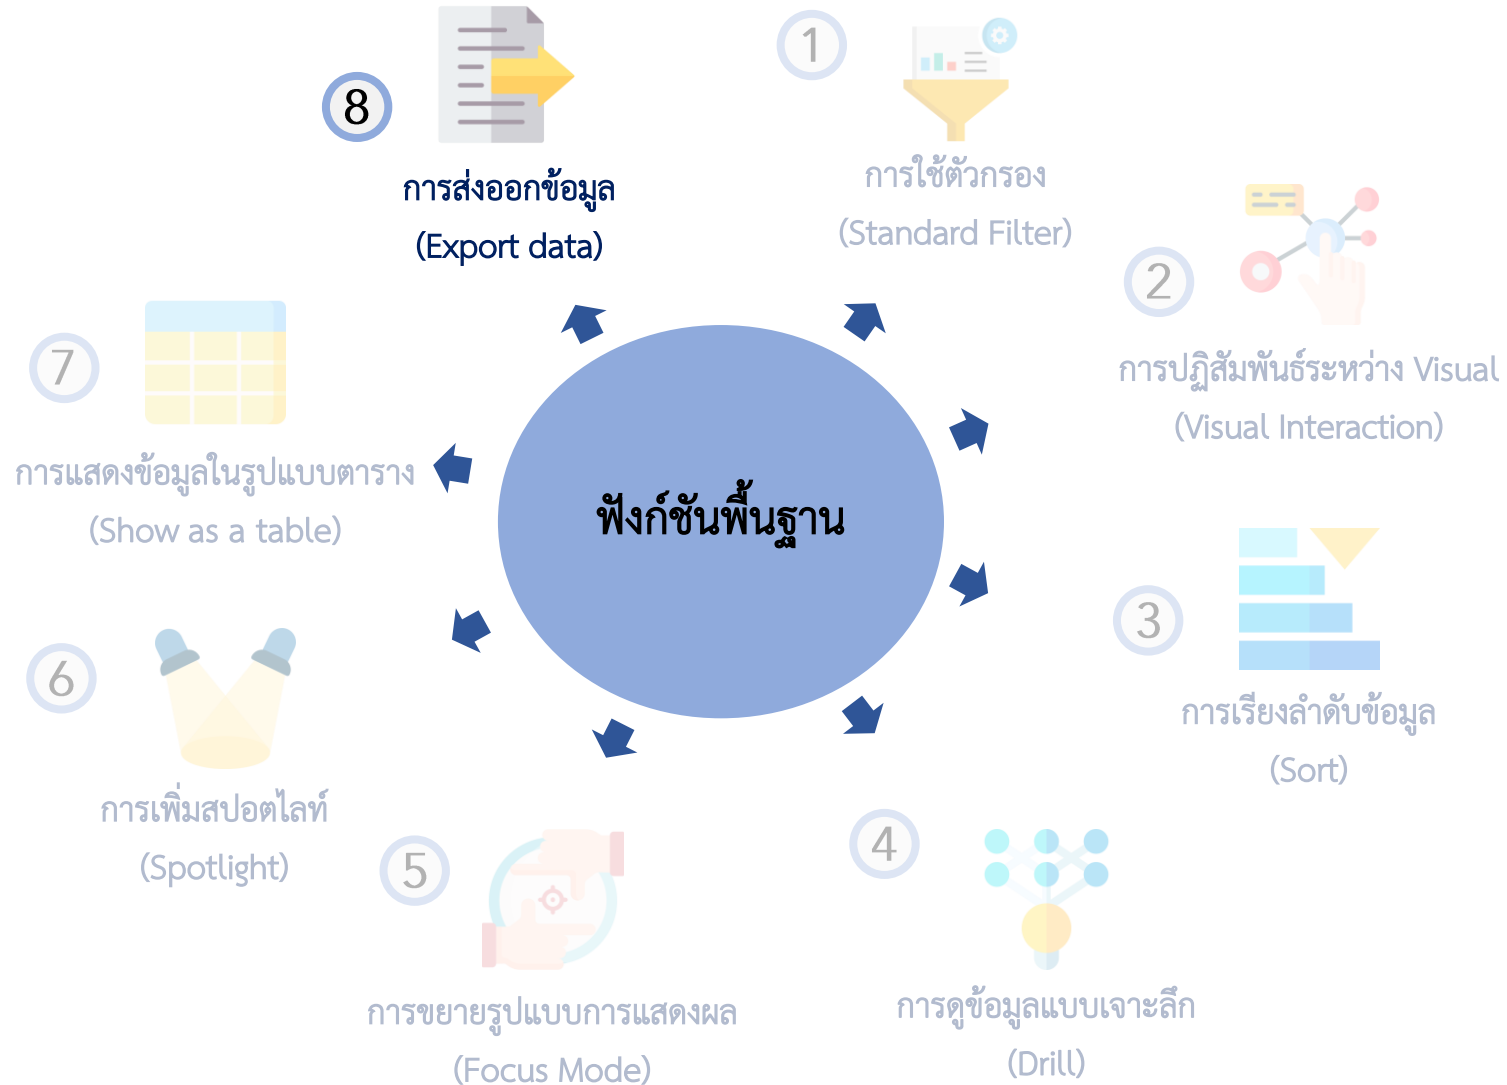 ฟังก์ชันพื้นฐาน
1
การใช้ตัวกรอง
(Standard Filter)
2
การปฏิสัมพันธ์ระหว่าง Visual
(Visual Interaction)
3
การเรียงลำดับข้อมูล
(Sort)
4
การดูข้อมูลแบบเจาะลึก
(Drill)
5
การขยายรูปแบบการแสดงผล
(Focus Mode)
6
การเพิ่มสปอตไลท์
(Spotlight)
7
การแสดงข้อมูลในรูปแบบตาราง
(Show as a table)
8
การส่งออกข้อมูล
(Export data)